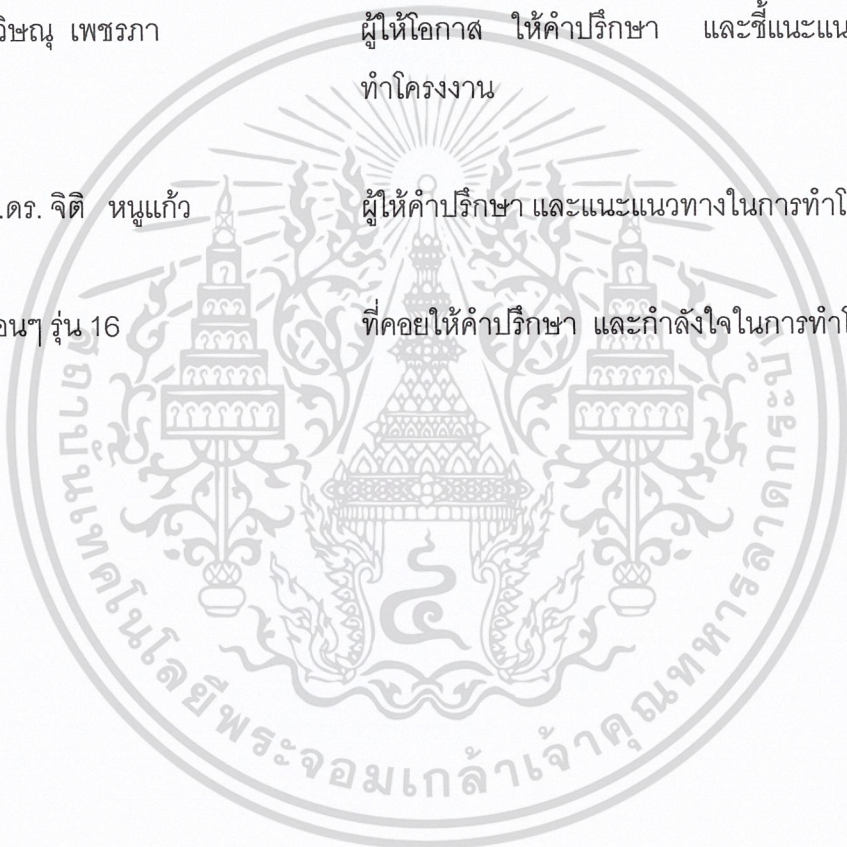 วิษณุ เพชรภา ผู้ให้โอกาส ให้คำปรึกษา และชี้แนะแน
ทำโครงงาน
.ดร. จิติ หนูแก้ว ผู้ให้คำปรึกษา และแนะแนวทางในการทำโ
อนๆ รุ่น 16 ที่คอยให้คำปรึกษา และกำลังใจในการทำโ
๔
สถาบันเทคโนโลยีพระจอมเกล้าเจ้าคุณทหารลาดกระบัง